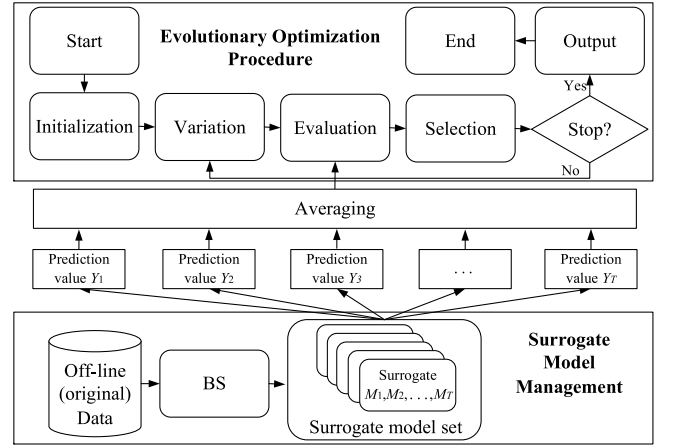 Start
Evolutionary Optimization
Procedure
End
Output
Yes
Initialization
Variation
Evaluation
Selection
Stop?
No
Averaging
Prediction
value Y1
Prediction
value Y2
Prediction
value Y3
...
Prediction
value YT
Off-line
(original)
Data
BS
Surrogate
M1,M2,...,MT
Surrogate model set
Surrogate
Model
Management